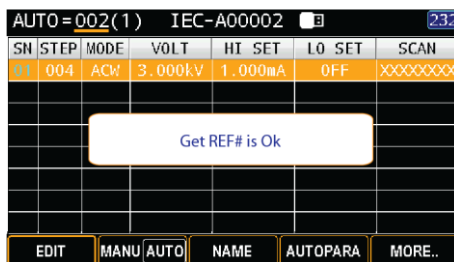 AUTO=002(1) IEC-A00002 232
SN STEP MODE VOLT HI SET LO SET SCAN
01 004 ACW 3.000kV 1.000mA OFF XXXXXXXX
Get REF# is Ok
EDIT MANU AUTO NAME AUTOPARA MORE..